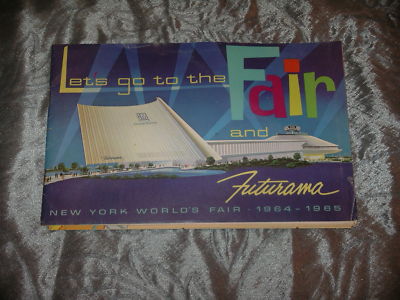 Lets go to the Fair
and
Futurama
NEW YORK WORLD'S FAIR - 1964-1965